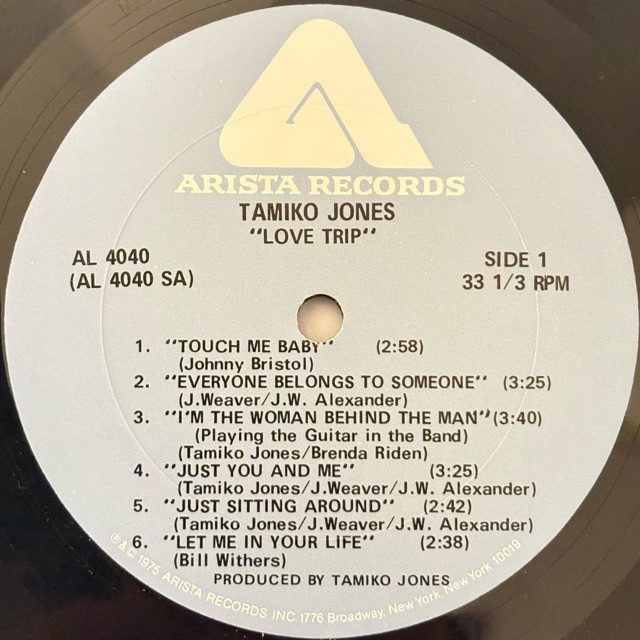 ARISTA RECORDS
TAMIKO JONES
"LOVE TRIP"
AL 4040
(AL 4040 SA)
SIDE 1
33 1/3 RPM
1. "TOUCH ME BABY" (2:58)
(Johnny Bristol)
2. "EVERYONE BELONGS TO SOMEONE" (3:25)
(J.Weaver/J.W. Alexander)
3. "I'M THE WOMAN BEHIND THE MAN" (3:40)
(Playing the Guitar in the Band)
(Tamiko Jones/Brenda Riden)
4. "JUST YOU AND ME" (3:25)
(Tamiko Jones/J.Weaver/J.W. Alexander)
5. "JUST SITTING AROUND" (2:42)
(Tamiko Jones/J.Weaver/J.W. Alexander)
6. "LET ME IN YOUR LIFE" (2:38)
(Bill Withers)
PRODUCED BY TAMIKO JONES
℗ & © 1975 ARISTA RECORDS INC. 1776 Broadway, New York, New York 10019